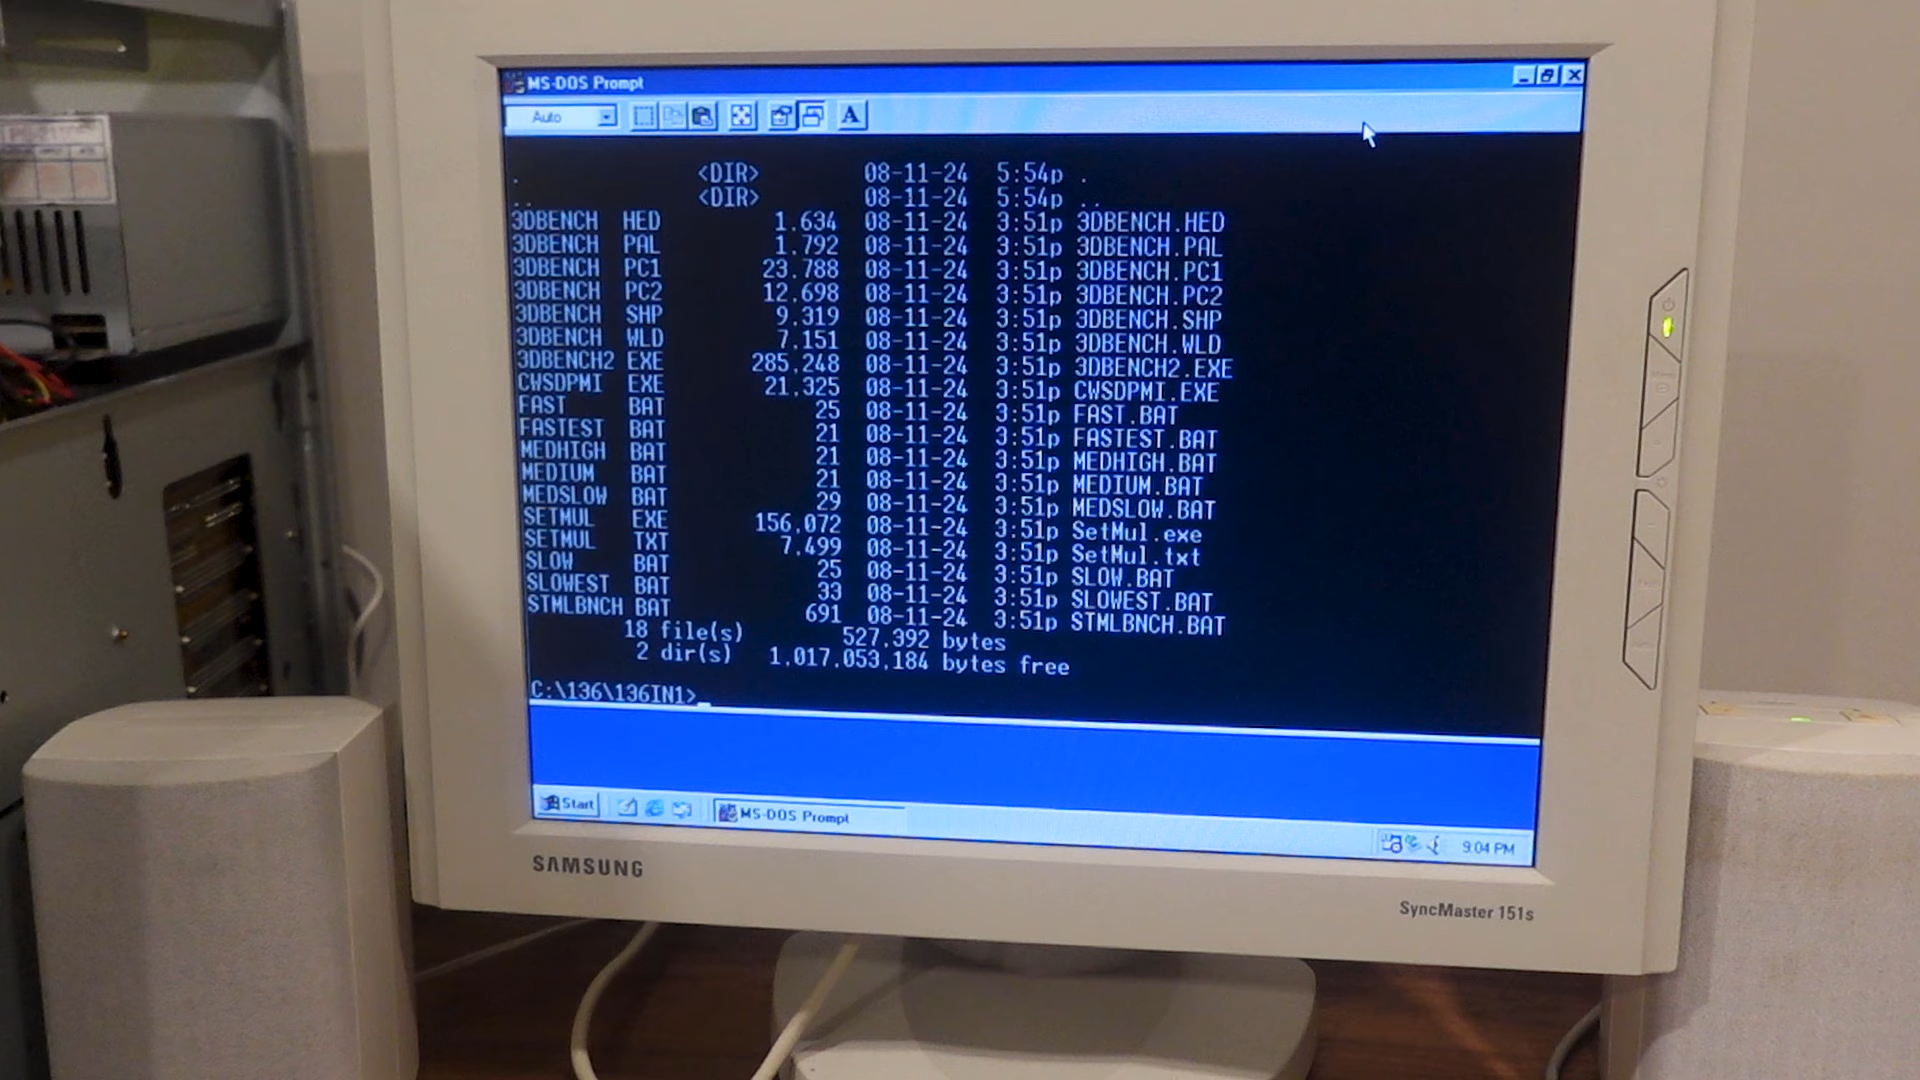 MS-DOS Prompt
Auto
A
. <DIR> 08-11-24 5:54p .
.. <DIR> 08-11-24 5:54p ..
3DBENCH HED 1,634 08-11-24 3:51p 3DBENCH.HED
3DBENCH PAL 1,792 08-11-24 3:51p 3DBENCH.PAL
3DBENCH PC1 23,788 08-11-24 3:51p 3DBENCH.PC1
3DBENCH PC2 12,698 08-11-24 3:51p 3DBENCH.PC2
3DBENCH SHP 9,319 08-11-24 3:51p 3DBENCH.SHP
3DBENCH WLD 7,151 08-11-24 3:51p 3DBENCH.WLD
3DBENCH2 EXE 285,248 08-11-24 3:51p 3DBENCH2.EXE
CWSDPMI EXE 21,325 08-11-24 3:51p CWSDPMI.EXE
FAST BAT 25 08-11-24 3:51p FAST.BAT
FASTEST BAT 21 08-11-24 3:51p FASTEST.BAT
MEDHIGH BAT 21 08-11-24 3:51p MEDHIGH.BAT
MEDIUM BAT 21 08-11-24 3:51p MEDIUM.BAT
MEDSLOW BAT 29 08-11-24 3:51p MEDSLOW.BAT
SETMUL EXE 156,072 08-11-24 3:51p SetMul.exe
SETMUL TXT 7,499 08-11-24 3:51p SetMul.txt
SLOW BAT 25 08-11-24 3:51p SLOW.BAT
SLOWEST BAT 33 08-11-24 3:51p SLOWEST.BAT
STMLBNCH BAT 691 08-11-24 3:51p STMLBNCH.BAT
18 file(s) 527,392 bytes
2 dir(s) 1,017,053,184 bytes free
C:\136\136IN1>_
Start MS-DOS Prompt 9:04 PM
SAMSUNG
SyncMaster 151s